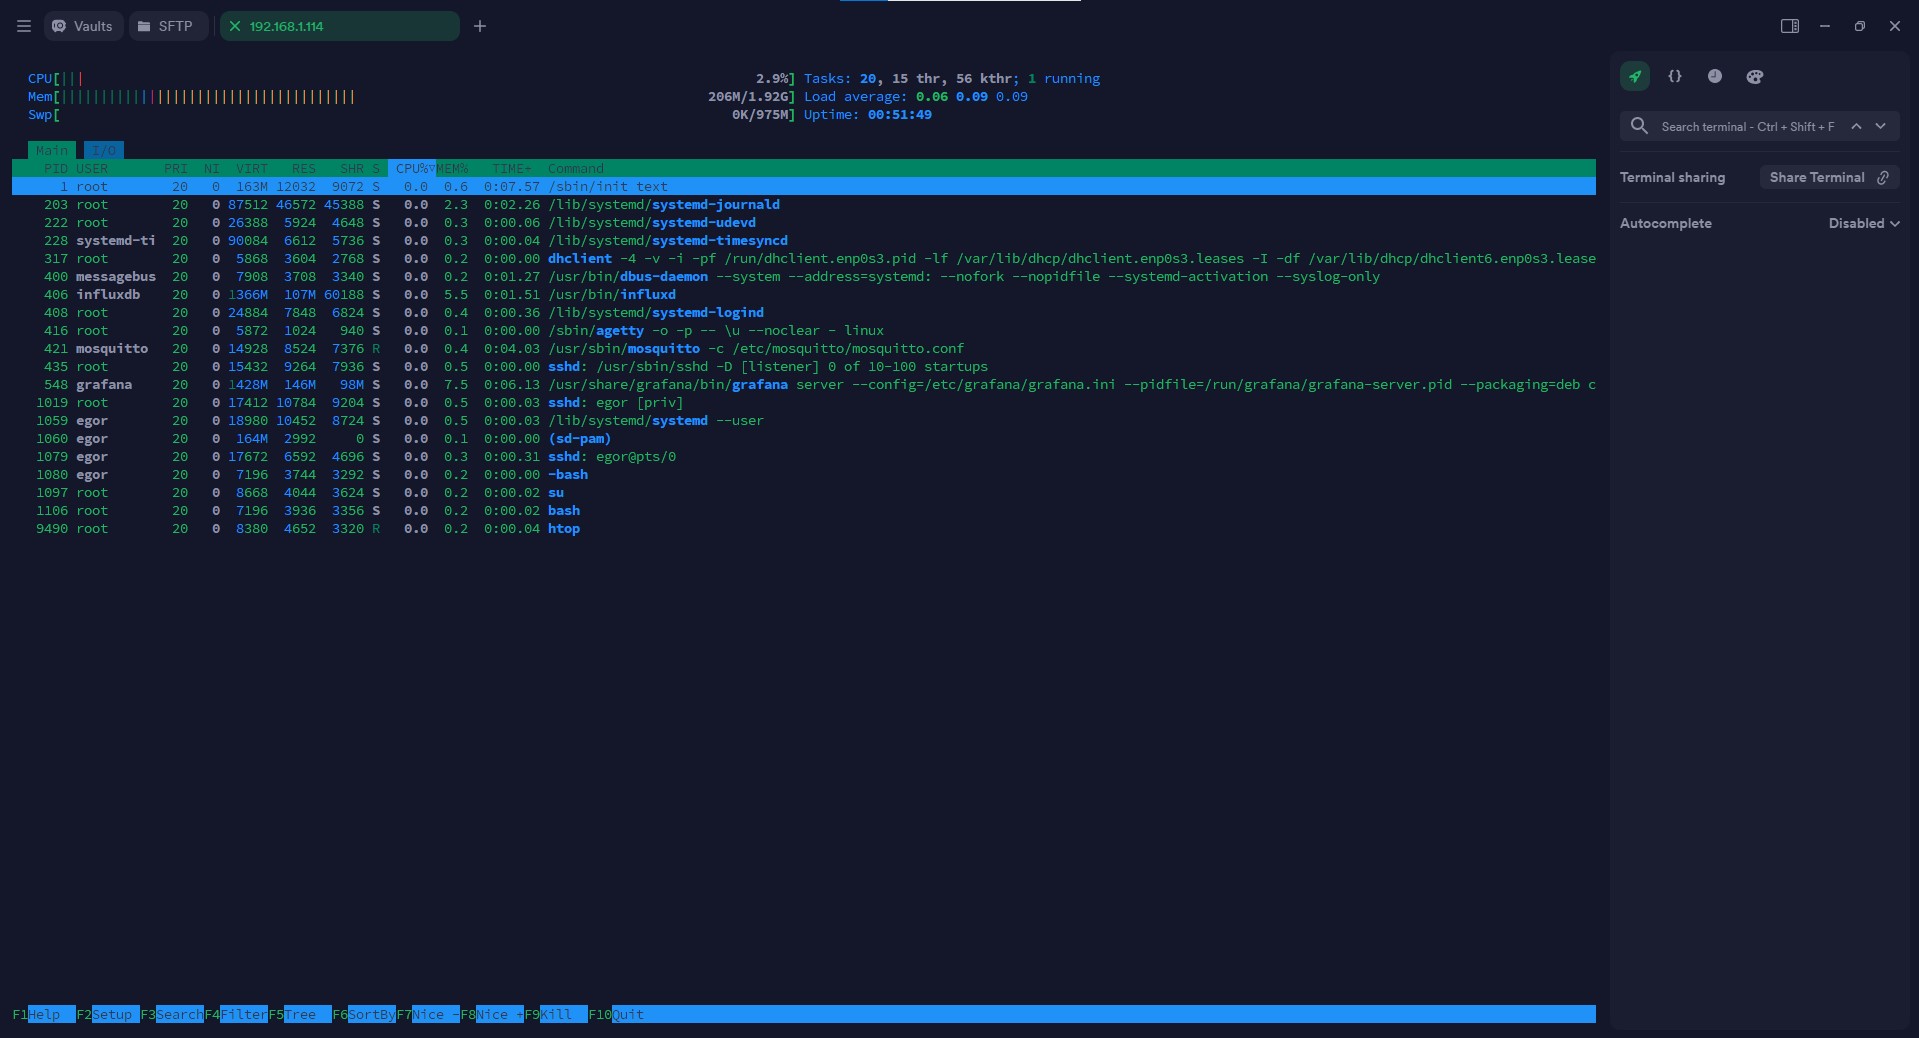 Vaults SFTP 192.168.1.114
CPU[||| 2.9%] Tasks: 20, 15 thr, 56 kthr; 1 running
Mem[||||||||||||||||||||||||||||||||||||| 206M/1.92G] Load average: 0.06 0.09 0.09
Swp[ 0K/975M] Uptime: 00:51:49
Main I/O
PID USER PRI NI VIRT RES SHR S CPU%▽MEM% TIME+ Command
1 root 20 0 163M 12032 9072 S 0.0 0.6 0:07.57 /sbin/init text
203 root 20 0 87512 46572 45388 S 0.0 2.3 0:02.26 /lib/systemd/systemd-journald
222 root 20 0 26388 5924 4648 S 0.0 0.3 0:00.06 /lib/systemd/systemd-udevd
228 systemd-ti 20 0 90084 6612 5736 S 0.0 0.3 0:00.04 /lib/systemd/systemd-timesyncd
317 root 20 0 5868 3604 2768 S 0.0 0.2 0:00.00 dhclient -4 -v -i -pf /run/dhclient.enp0s3.pid -lf /var/lib/dhcp/dhclient.enp0s3.leases -I -df /var/lib/dhcp/dhclient6.enp0s3.lease
400 messagebus 20 0 7908 3708 3340 S 0.0 0.2 0:01.27 /usr/bin/dbus-daemon --system --address=systemd: --nofork --nopidfile --systemd-activation --syslog-only
406 influxdb 20 0 1366M 107M 60188 S 0.0 5.5 0:01.51 /usr/bin/influxd
408 root 20 0 24884 7848 6824 S 0.0 0.4 0:00.36 /lib/systemd/systemd-logind
416 root 20 0 5872 1024 940 S 0.0 0.1 0:00.00 /sbin/agetty -o -p -- \u --noclear - linux
421 mosquitto 20 0 14928 8524 7376 R 0.0 0.4 0:04.03 /usr/sbin/mosquitto -c /etc/mosquitto/mosquitto.conf
435 root 20 0 15432 9264 7936 S 0.0 0.5 0:00.00 sshd: /usr/sbin/sshd -D [listener] 0 of 10-100 startups
548 grafana 20 0 1428M 146M 98M S 0.0 7.5 0:06.13 /usr/share/grafana/bin/grafana server --config=/etc/grafana/grafana.ini --pidfile=/run/grafana/grafana-server.pid --packaging=deb c
1019 root 20 0 17412 10784 9204 S 0.0 0.5 0:00.03 sshd: egor [priv]
1059 egor 20 0 18980 10452 8724 S 0.0 0.5 0:00.03 /lib/systemd/systemd --user
1060 egor 20 0 164M 2992 0 S 0.0 0.1 0:00.00 (sd-pam)
1079 egor 20 0 17672 6592 4696 S 0.0 0.3 0:00.31 sshd: egor@pts/0
1080 egor 20 0 7196 3744 3292 S 0.0 0.2 0:00.00 -bash
1097 root 20 0 8668 4044 3624 S 0.0 0.2 0:00.02 su
1106 root 20 0 7196 3936 3356 S 0.0 0.2 0:00.02 bash
9490 root 20 0 8380 4652 3320 R 0.0 0.2 0:00.04 htop
F1Help F2Setup F3SearchF4FilterF5Tree F6SortByF7Nice -F8Nice +F9Kill F10Quit
{}
Search terminal - Ctrl + Shift + F
Terminal sharing Share Terminal
Autocomplete Disabled